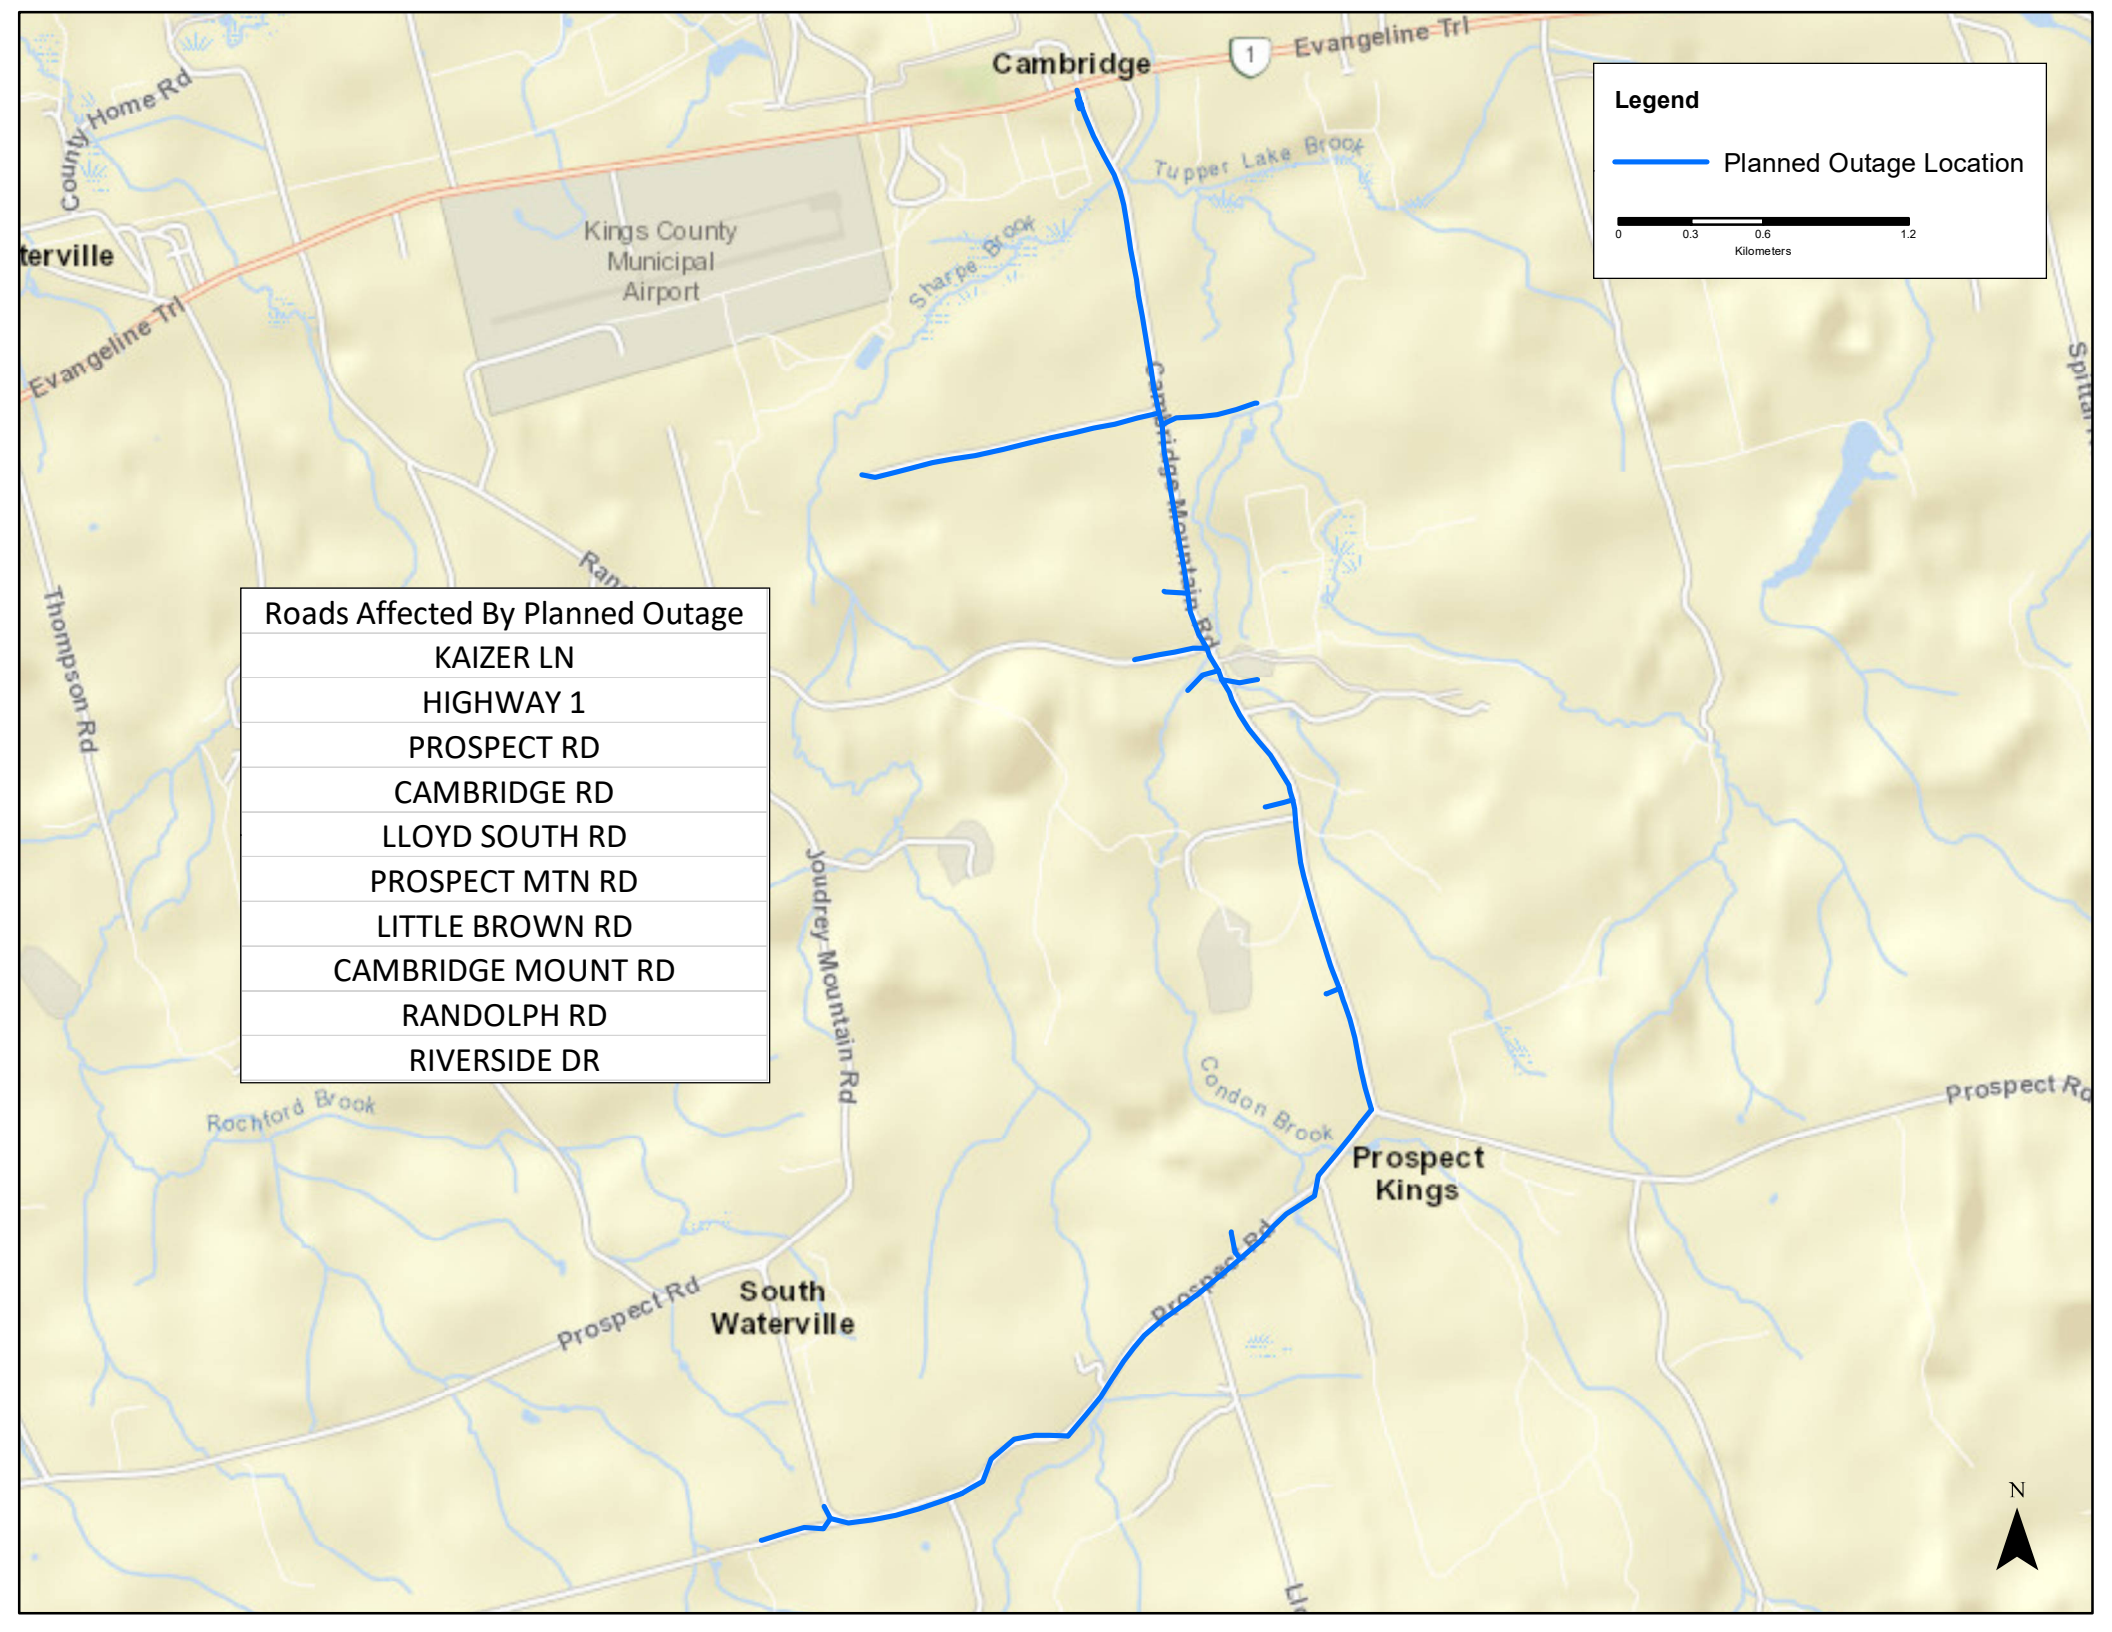 Cambridge
1
Evangeline Trl
County Home Rd
Legend
Planned Outage Location
0 0.3 0.6 1.2
Kilometers
Tupper Lake Brook
Kings County
Municipal
Airport
Sharpe Brook
terville
Evangeline Trl
Spitta
Cambridge Mountain Rd
Ran
Thompson Rd
Roads Affected By Planned Outage
KAIZER LN
HIGHWAY 1
PROSPECT RD
CAMBRIDGE RD
LLOYD SOUTH RD
PROSPECT MTN RD
LITTLE BROWN RD
CAMBRIDGE MOUNT RD
RANDOLPH RD
RIVERSIDE DR
Joudrey Mountain Rd
Rochford Brook
Condon Brook
Prospect Rd
Prospect
Kings
Prospect Rd
South
Waterville
Prospect Rd
N